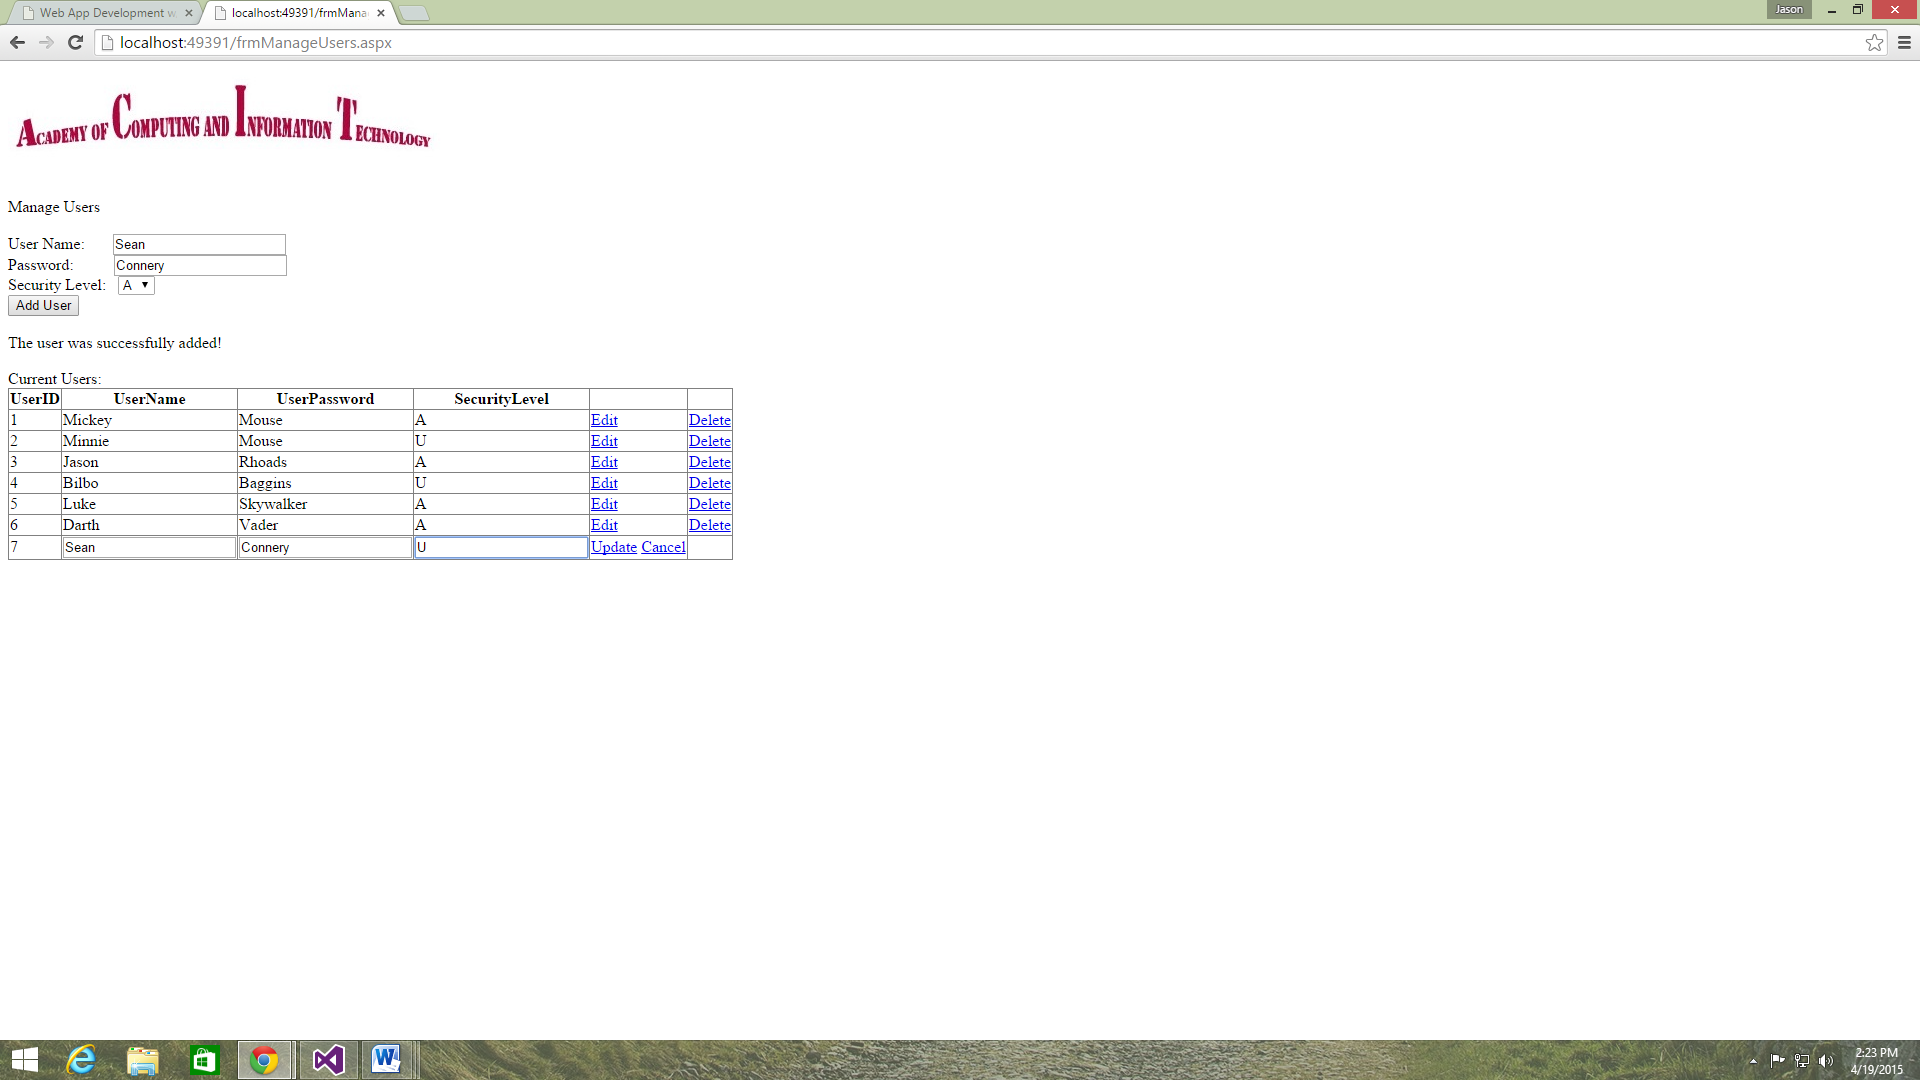 Web App Development w
localhost:49391/frmMana
Jason
localhost:49391/frmManageUsers.aspx
ACADEMY OF COMPUTING AND INFORMATION TECHNOLOGY
Manage Users
User Name: Sean
Password: Connery
Security Level: A
Add User
The user was successfully added!
Current Users:
UserID UserName UserPassword SecurityLevel
1 Mickey Mouse A Edit Delete
2 Minnie Mouse U Edit Delete
3 Jason Rhoads A Edit Delete
4 Bilbo Baggins U Edit Delete
5 Luke Skywalker A Edit Delete
6 Darth Vader A Edit Delete
7 Sean Connery U Update Cancel
2:23 PM
4/19/2015